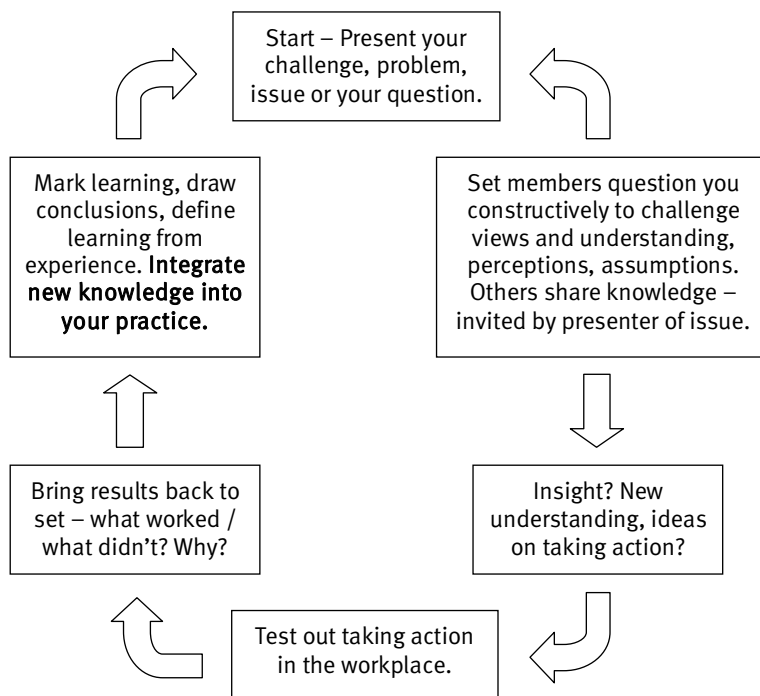 Start – Present your
challenge, problem,
issue or your question.
Set members question you
constructively to challenge
views and understanding,
perceptions, assumptions.
Others share knowledge –
invited by presenter of issue.
Insight? New
understanding, ideas
on taking action?
Test out taking action
in the workplace.
Bring results back to
set – what worked /
what didn’t? Why?
Mark learning, draw
conclusions, define
learning from
experience. Integrate
new knowledge into
your practice.